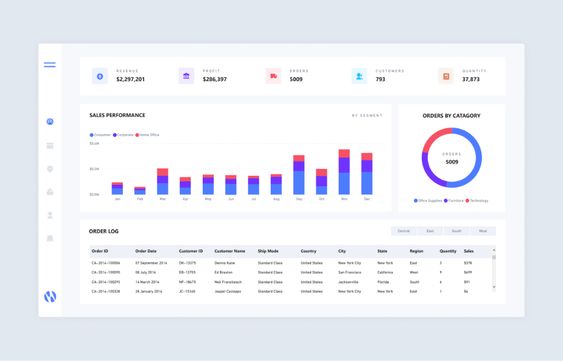 REVENUE
$2,297,201
PROFIT
$286,397
ORDERS
5009
CUSTOMERS
793
QUANTITY
37,873
SALES PERFORMANCE
BY SEGMENT
Consumer Corporate Home Office
$0.0M
Jan Feb Mar Apr May Jun Jul Aug Sep Oct Nov Dec
ORDERS BY CATAGORY
ORDERS
5009
Office Supplies Furniture Technology
ORDER LOG
Central East South West
Order ID Order Date Customer ID Customer Name Ship Mode Country City State Region Quantity Sales
CA-2014-100006 07 September 2014 DK-13375 Dennis Kane Standard Class United States New York City New York East 3 $378
CA-2014-100090 08 July 2014 EB-13705 Ed Braxton Standard Class United States San Francisco California West 9 $699
CA-2014-100293 14 March 2014 NF-18475 Neil Französisch Standard Class United States Jacksonville Florida South 6 $91
CA-2014-100328 28 January 2014 Jasper Cacioppo Standard Class United States New York City New York East 1 $4